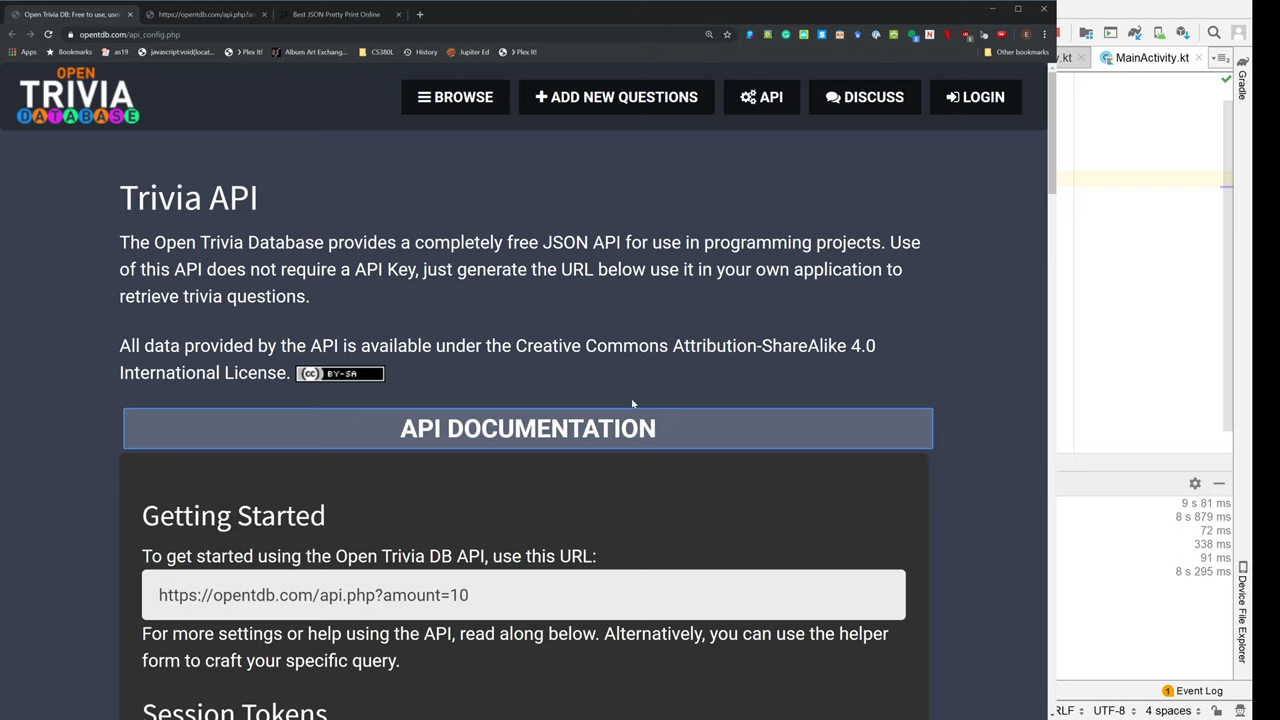 Open Trivia DB: Free to use, user
https://opentdb.com/api.php?am
Best JSON Pretty Print Online
opentdb.com/api_config.php
Apps
Bookmarks
as19
javascript:void(locat...
> Plex It!
Album Art Exchang...
CS380L
History
Jupiter Ed
> Plex It!
Other bookmarks
OPEN
TRIVIA
DATABASE
BROWSE
ADD NEW QUESTIONS
API
DISCUSS
LOGIN
Trivia API
The Open Trivia Database provides a completely free JSON API for use in programming projects. Use
of this API does not require a API Key, just generate the URL below use it in your own application to
retrieve trivia questions.
All data provided by the API is available under the Creative Commons Attribution-ShareAlike 4.0
International License.
CC BY-SA
API DOCUMENTATION
Getting Started
To get started using the Open Trivia DB API, use this URL:
https://opentdb.com/api.php?amount=10
For more settings or help using the API, read along below. Alternatively, you can use the helper
form to craft your specific query.
Session Tokens
.kt
MainActivity.kt
Gradle
9 s 81 ms
8 s 879 ms
72 ms
338 ms
91 ms
8 s 295 ms
Device File Explorer
1 Event Log
RLF
UTF-8
4 spaces